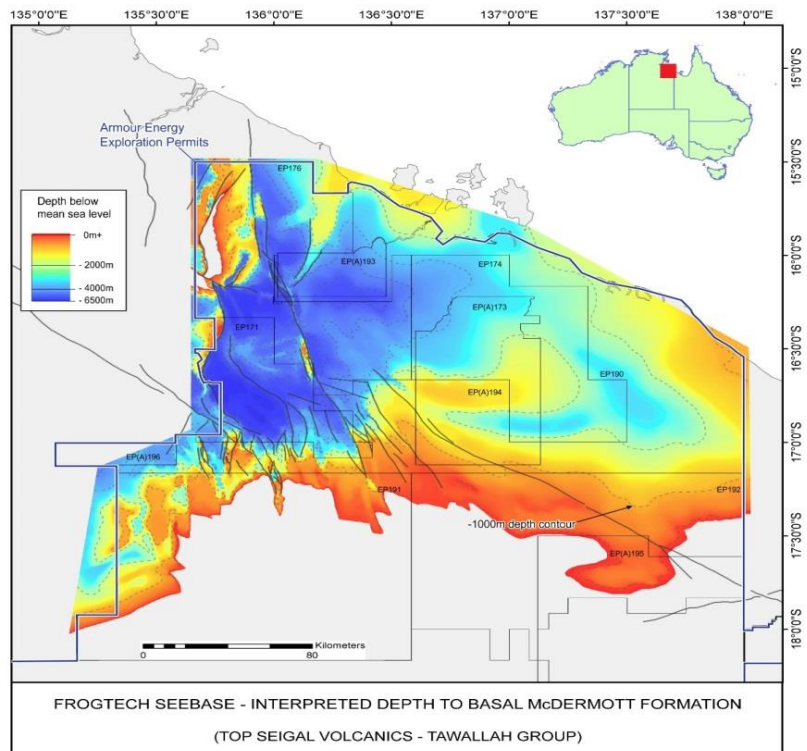 135°0'0"E 135°30'0"E 136°0'0"E 136°30'0"E 137°0'0"E 137°30'0"E 138°0'0"E
15°0'0"S
Armour Energy
Exploration Permits
15°30'0"S
EP176
Depth below
mean sea level
0m+
- 2000m
- 4000m
- 6500m
16°0'0"S
EP(A)193
EP174
EP(A)173
EP171
16°30'0"S
EP190
EP(A)194
17°0'0"S
EP(A)196
EP191
EP192
-1000m depth contour
17°30'0"S
EP(A)195
18°0'0"S
Kilometers
0 80
FROGTECH SEEBASE - INTERPRETED DEPTH TO BASAL McDERMOTT FORMATION
(TOP SEIGAL VOLCANICS - TAWALLAH GROUP)